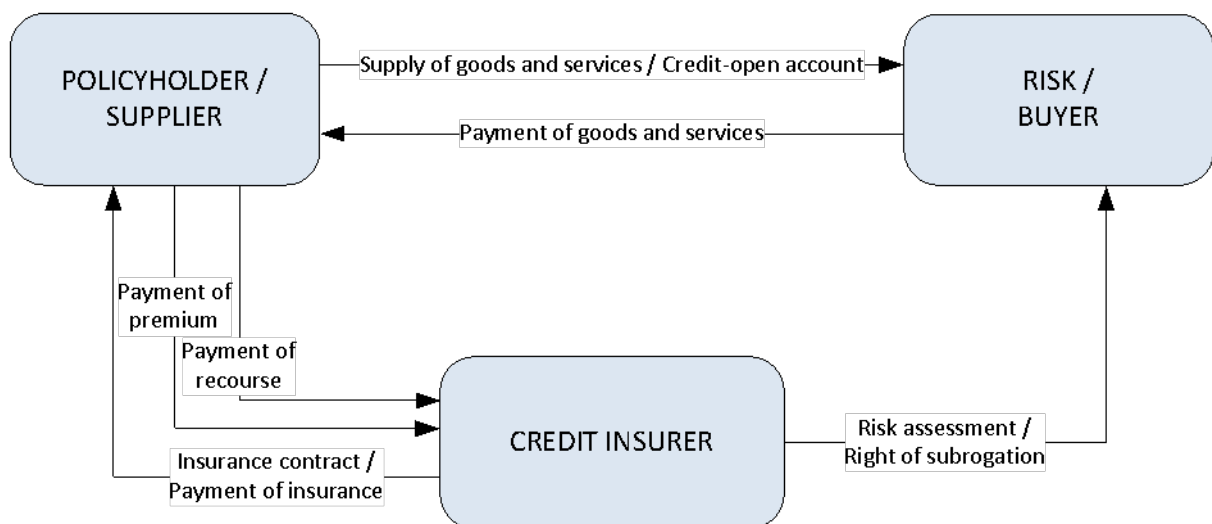 POLICYHOLDER /
SUPPLIER
Supply of goods and services / Credit-open account
RISK /
BUYER
Payment of goods and services
Payment of
premium
Payment of
recourse
CREDIT INSURER
Risk assessment /
Right of subrogation
Insurance contract /
Payment of insurance